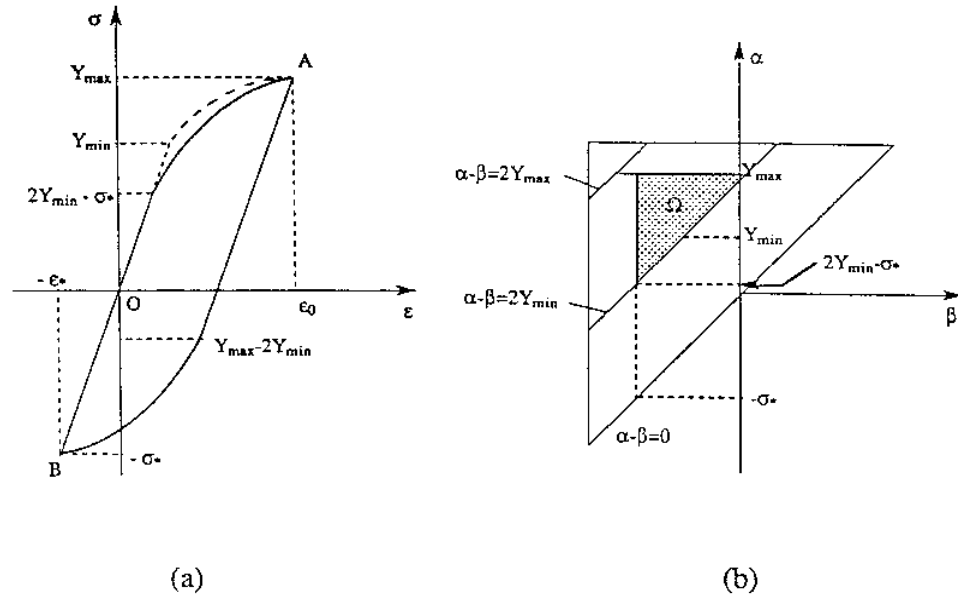 σ
A
Y_max
Y_min
2Y_min - σ*
- ϵ*
O
ε₀
ε
Y_max-2Y_min
B
- σ*
(a)
α
α-β=2Y_max
Y_max
Ω
Y_min
2Y_min-σ*
α-β=2Y_min
β
-σ*
α-β=0
(b)